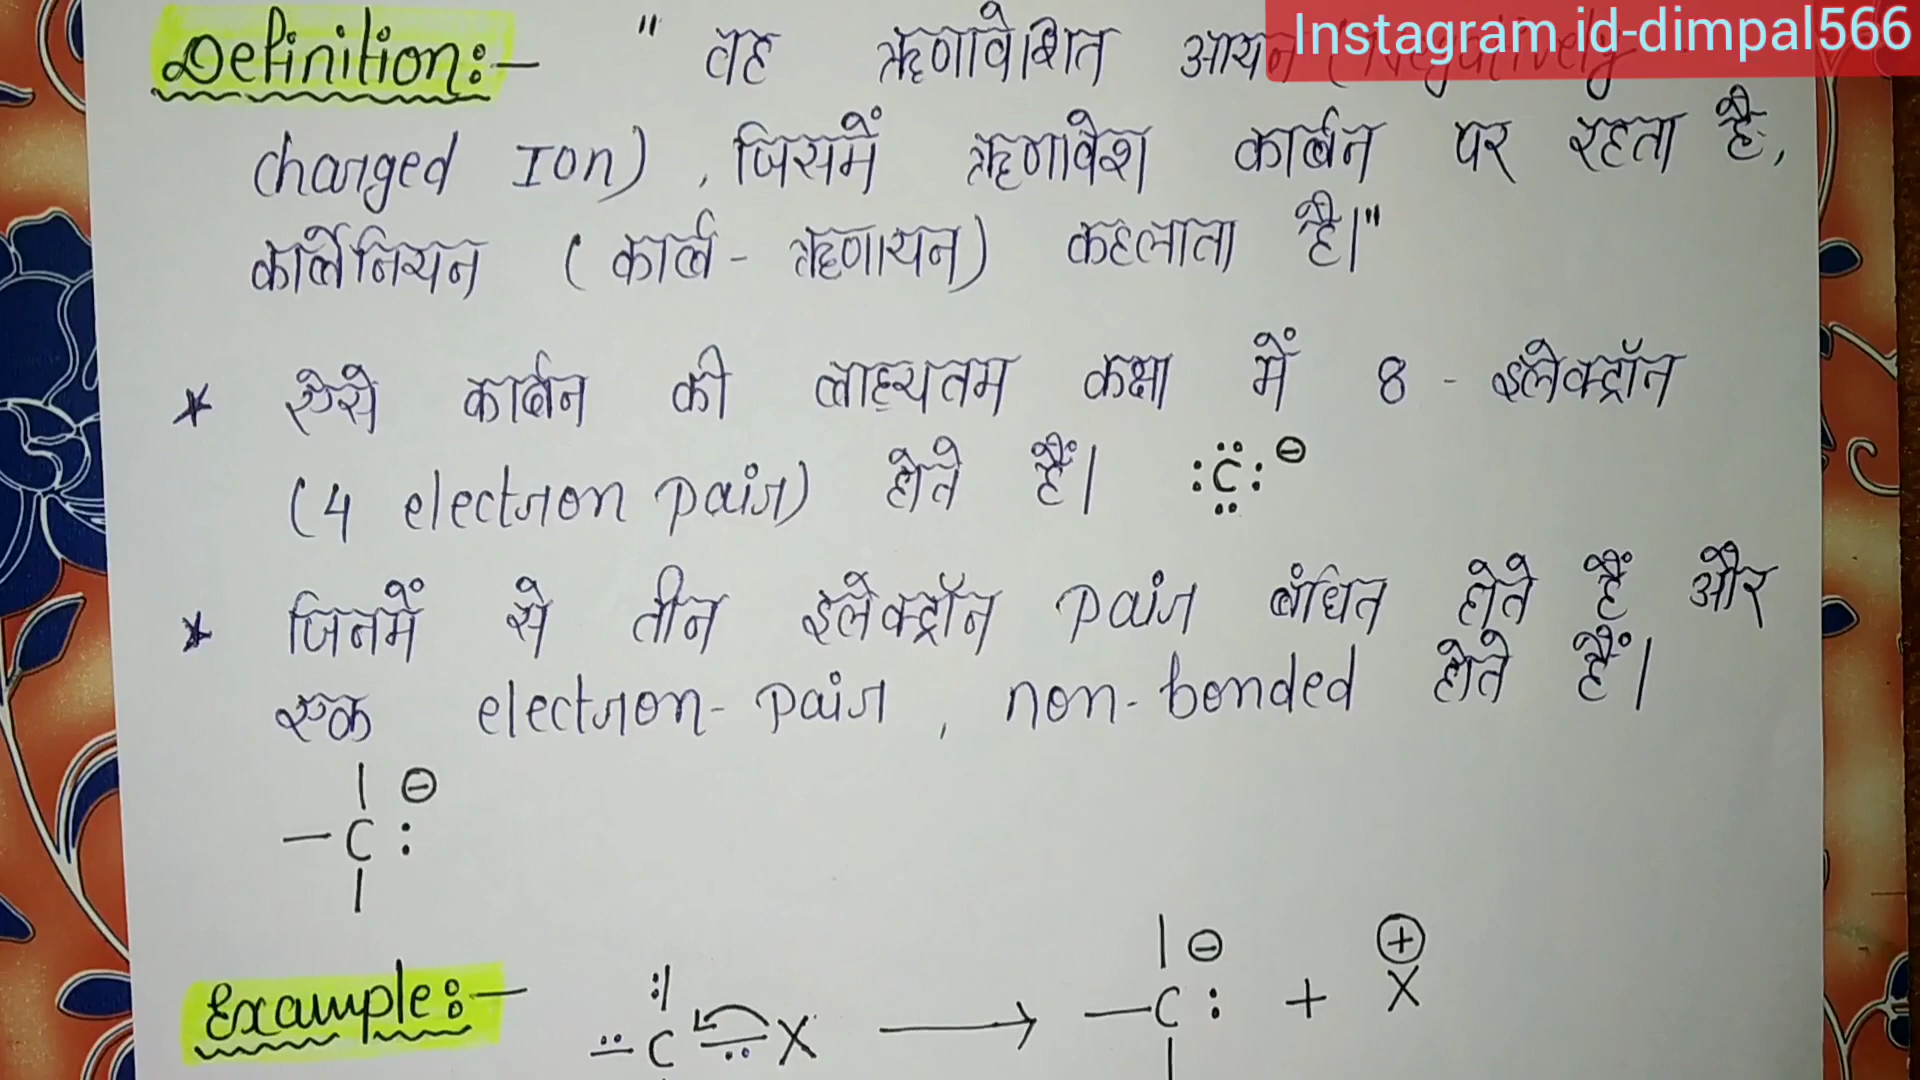 Instagram id-dimpal566
Definition:- " वह ऋणावेशित आयन
charged Ion) , जिसमें ऋणावेश कार्बन पर रहता है,
कार्बेनियन ( कार्ब - ऋणायन) कहलाता है।"
* ऐसे कार्बन की बाह्यतम कक्षा में 8 - इलेक्ट्रॉन
(4 electron pair) होते हैं। :C: ⊖
* जिनमें से तीन इलेक्ट्रॉन pair बंधित होते हैं और
एक electron- pair , non-bonded होते हैं।
⊖
— C :
Example:-
C X → — C : ⊖ + X ⊕